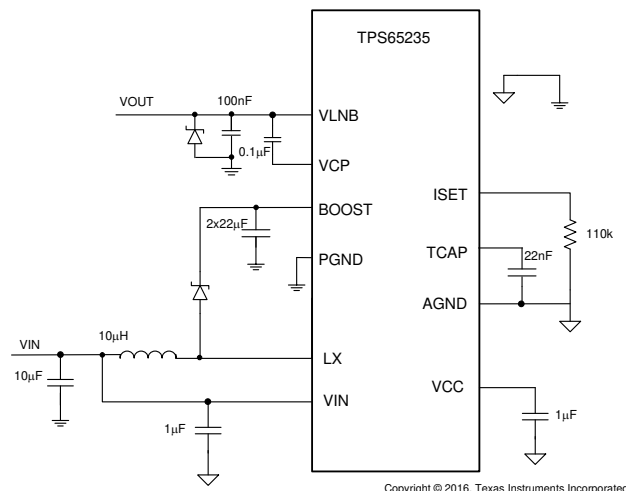 TPS65235
VOUT
100nF
VLNB
0.1µF
VCP
ISET
BOOST
2x22µF
110k
TCAP
22nF
PGND
AGND
10µH
VIN
LX
10µF
VCC
VIN
1µF
1µF
Copyright © 2016, Texas Instruments Incorporated